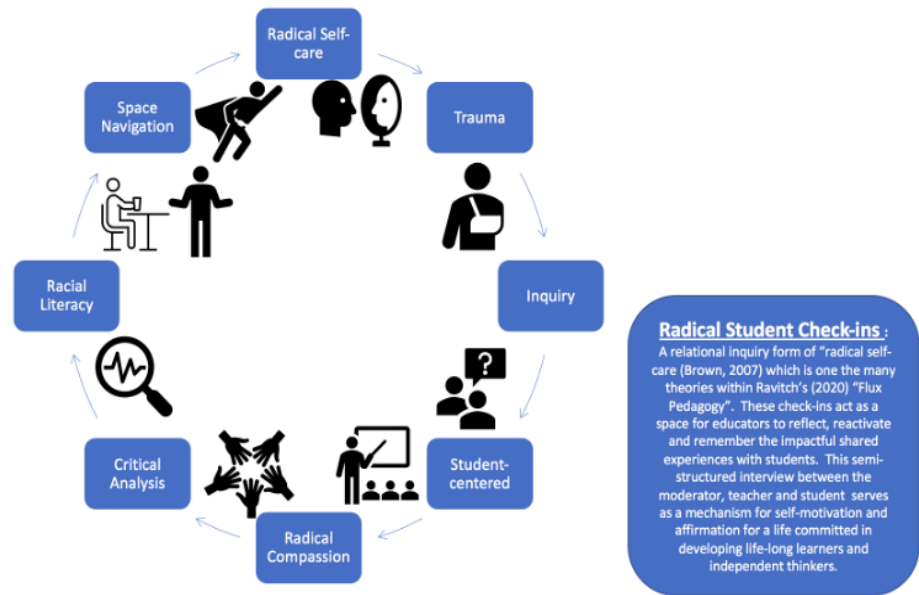 Radical Self-
care
Trauma
Inquiry
Student-
centered
Radical
Compassion
Critical
Analysis
Racial
Literacy
Space
Navigation
?
Radical Student Check-ins :
A relational inquiry form of “radical self-
care (Brown, 2007) which is one the many
theories within Ravitch’s (2020) “Flux
Pedagogy”.  These check-ins act as a
space for educators to reflect, reactivate
and remember the impactful shared
experiences with students.  This semi-
structured interview between the
moderator, teacher and student  serves
as a mechanism for self-motivation and
affirmation for a life committed in
developing life-long learners and
independent thinkers.